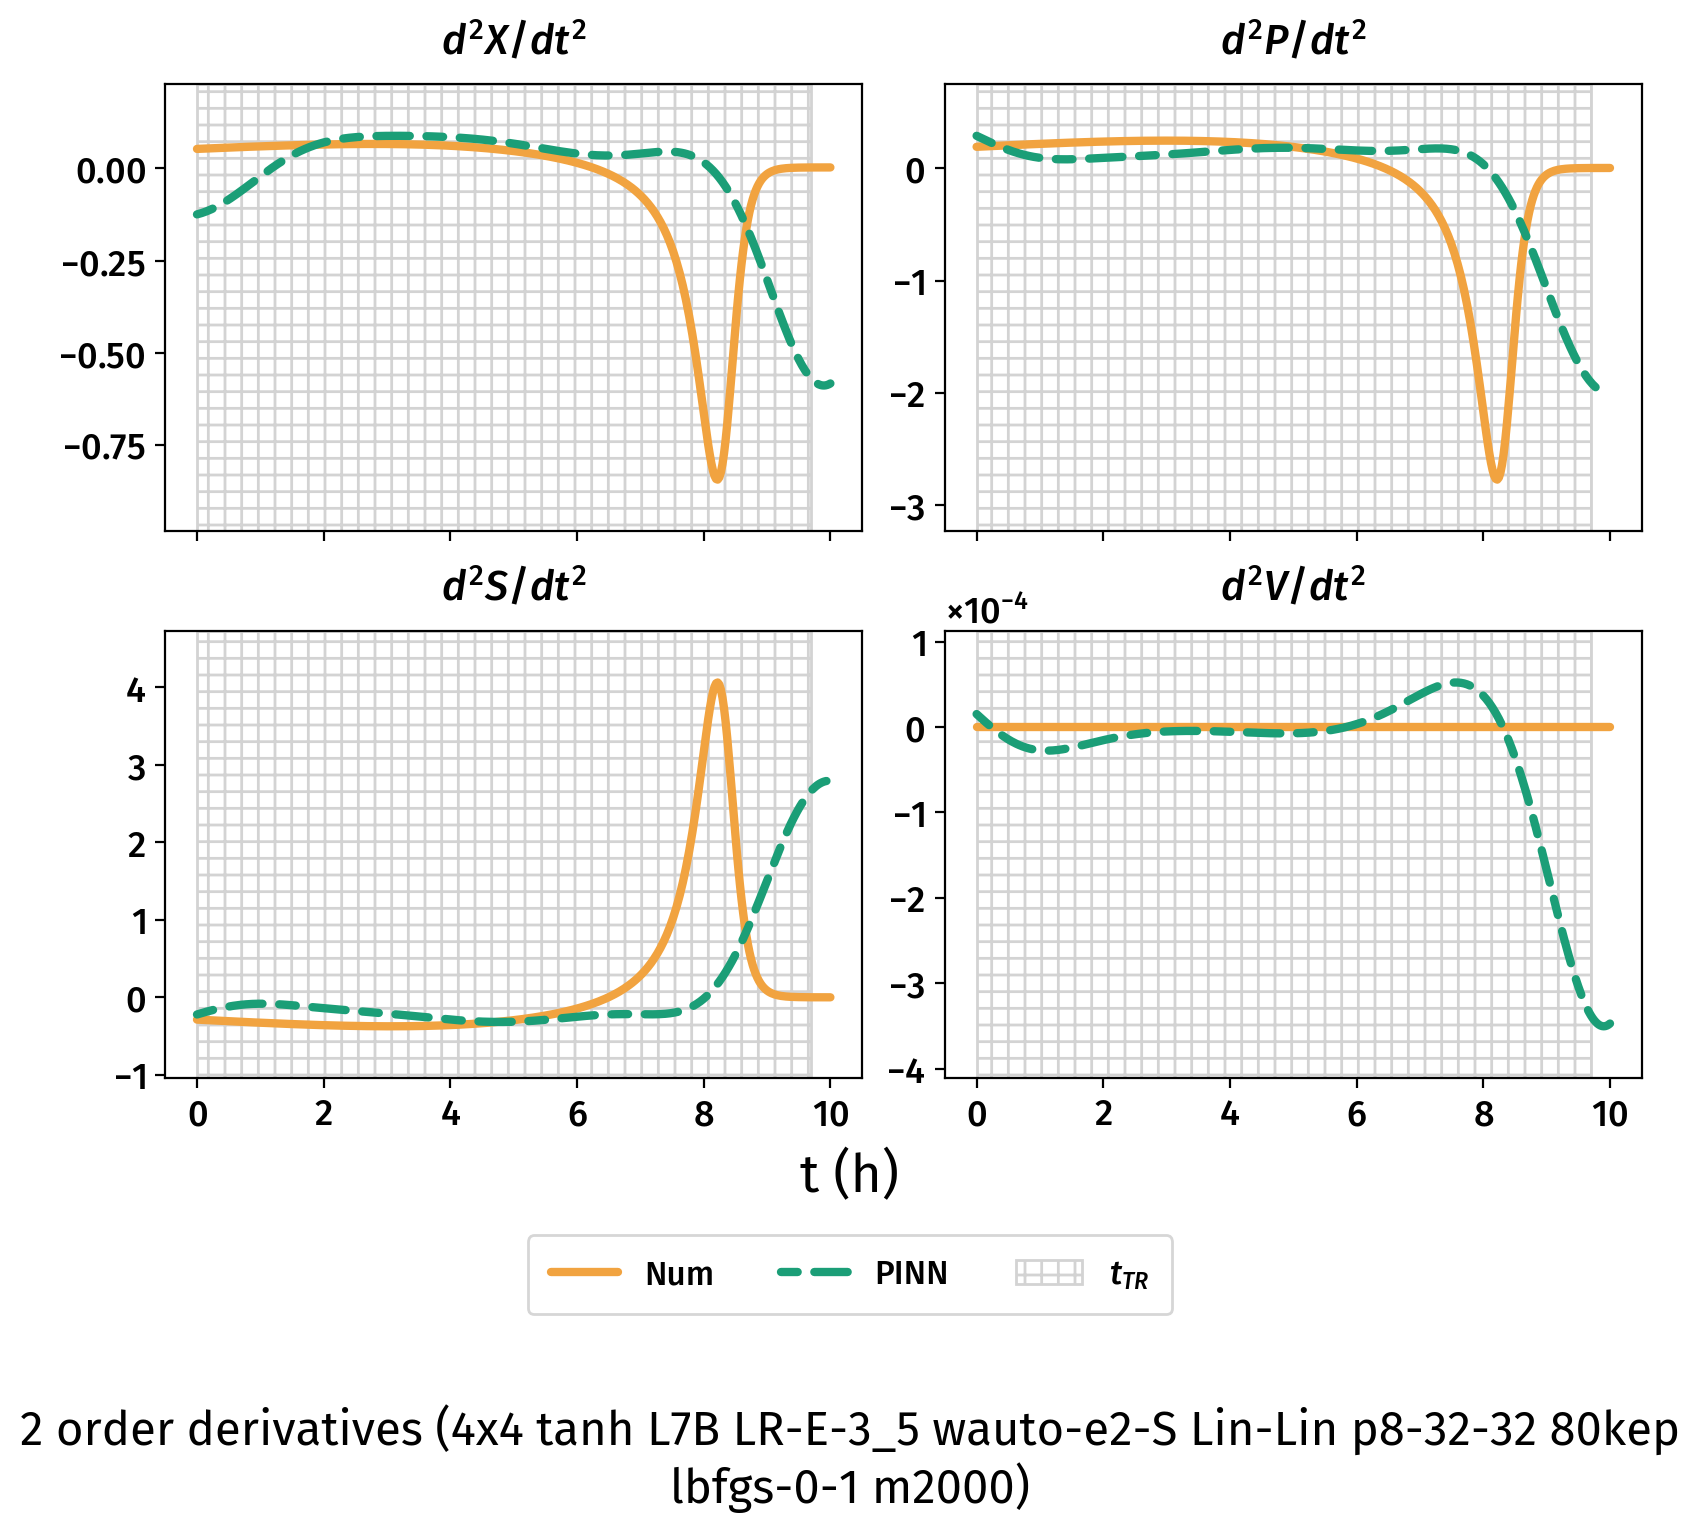 d²X/dt²
d²P/dt²
0.00
−0.25
−0.50
−0.75
0
−1
−2
−3
d²S/dt²
d²V/dt²
×10⁻⁴
4
3
2
1
0
−1
1
0
−1
−2
−3
−4
0 2 4 6 8 10
0 2 4 6 8 10
t (h)
Num PINN t_TR
2 order derivatives (4x4 tanh L7B LR-E-3_5 wauto-e2-S Lin-Lin p8-32-32 80kep
lbfgs-0-1 m2000)